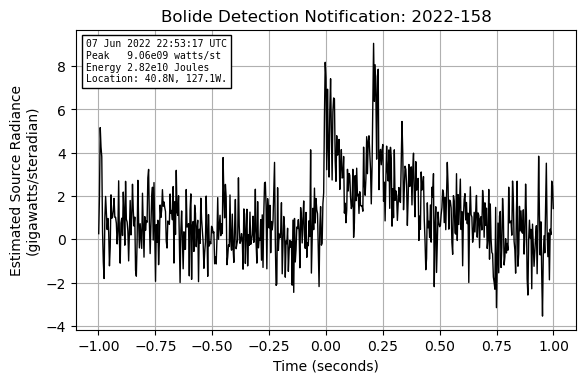 Bolide Detection Notification: 2022-158
07 Jun 2022 22:53:17 UTC
Peak   9.06e09 watts/st
Energy 2.82e10 Joules
Location: 40.8N, 127.1W.
Estimated Source Radiance
(gigawatts/steradian)
8
6
4
2
0
−2
−4
−1.00 −0.75 −0.50 −0.25 0.00 0.25 0.50 0.75 1.00
Time (seconds)